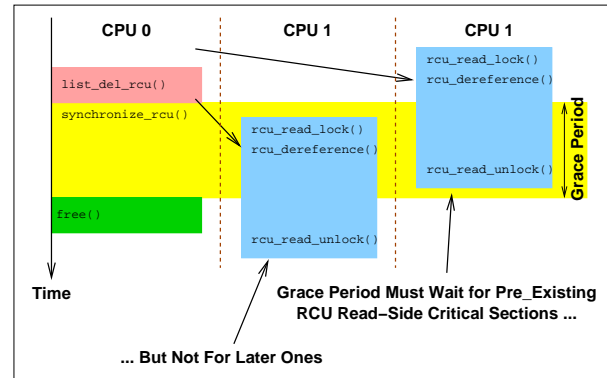 CPU 0
CPU 1
CPU 1
list_del_rcu()
synchronize_rcu()
free()
rcu_read_lock()
rcu_dereference()
rcu_read_unlock()
rcu_read_lock()
rcu_dereference()
rcu_read_unlock()
Grace Period
Time
Grace Period Must Wait for Pre_Existing
RCU Read−Side Critical Sections ...
... But Not For Later Ones